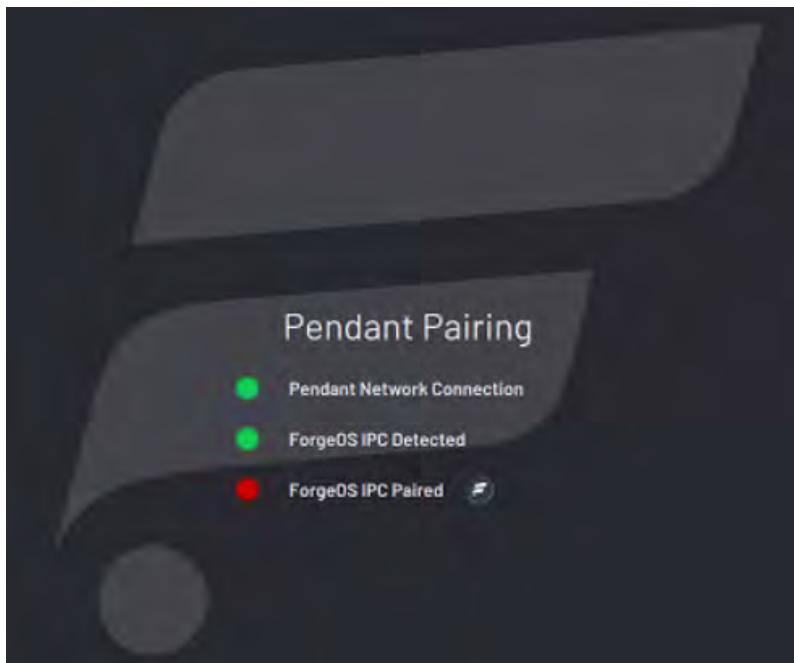 Pendant Pairing
Pendant Network Connection
ForgeOS IPC Detected
ForgeOS IPC Paired